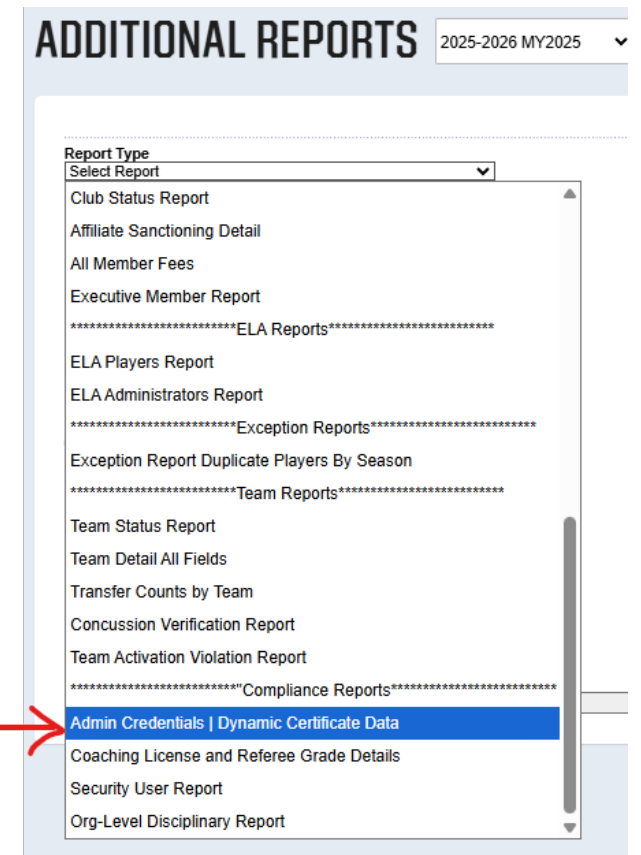 ADDITIONAL REPORTS 2025-2026 MY2025
Report Type
Select Report
Club Status Report
Affiliate Sanctioning Detail
All Member Fees
Executive Member Report
**************************ELA Reports**************************
ELA Players Report
ELA Administrators Report
**************************Exception Reports**************************
Exception Report Duplicate Players By Season
**************************Team Reports**************************
Team Status Report
Team Detail All Fields
Transfer Counts by Team
Concussion Verification Report
Team Activation Violation Report
**************************"Compliance Reports**************************
Admin Credentials | Dynamic Certificate Data
Coaching License and Referee Grade Details
Security User Report
Org-Level Disciplinary Report